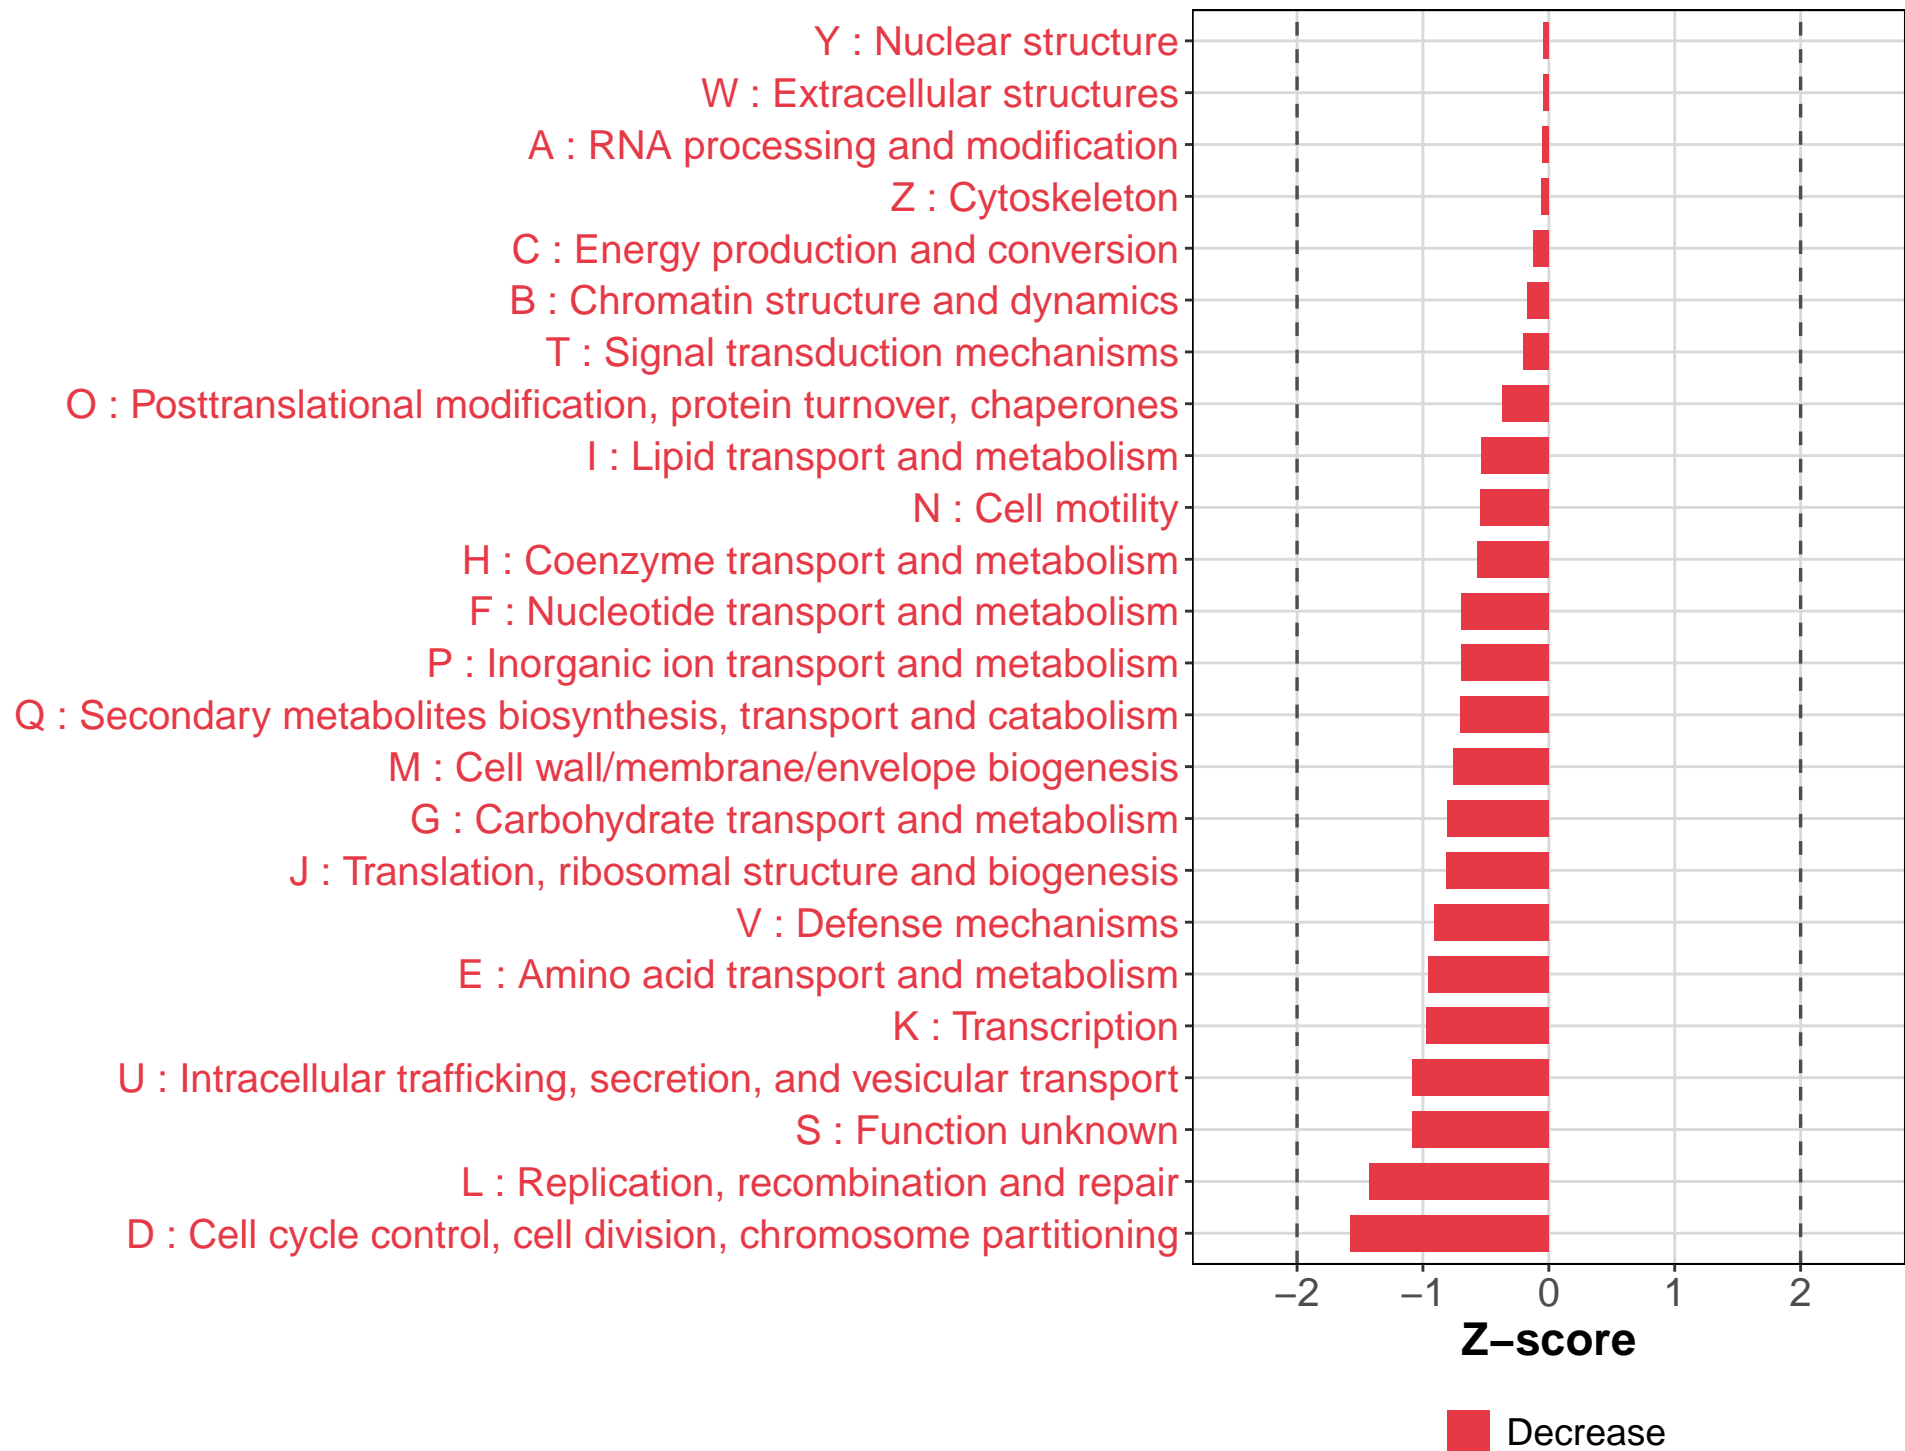 Y : Nuclear structure
W : Extracellular structures
A : RNA processing and modification
Z : Cytoskeleton
C : Energy production and conversion
B : Chromatin structure and dynamics
T : Signal transduction mechanisms
O : Posttranslational modification, protein turnover, chaperones
I : Lipid transport and metabolism
N : Cell motility
H : Coenzyme transport and metabolism
F : Nucleotide transport and metabolism
P : Inorganic ion transport and metabolism
Q : Secondary metabolites biosynthesis, transport and catabolism
M : Cell wall/membrane/envelope biogenesis
G : Carbohydrate transport and metabolism
J : Translation, ribosomal structure and biogenesis
V : Defense mechanisms
E : Amino acid transport and metabolism
K : Transcription
U : Intracellular trafficking, secretion, and vesicular transport
S : Function unknown
L : Replication, recombination and repair
D : Cell cycle control, cell division, chromosome partitioning
−2 −1 0 1 2
Z−score
Decrease